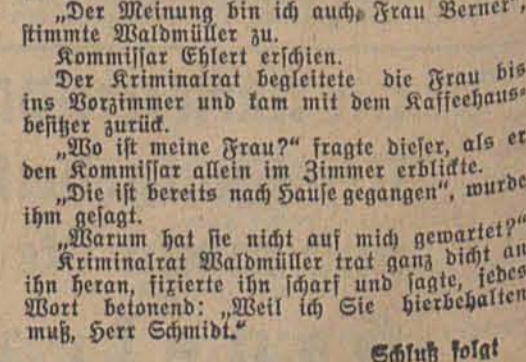 „Der Meinung bin ich auch, Frau Berner“,
stimmte Waldmüller zu.
Kommissar Ehlert erschien.
Der Kriminalrat begleitete die Frau bis
ins Vorzimmer und kam mit dem Kaffeehaus-
besitzer zurück.
„Wo ist meine Frau?“ fragte dieser, als er
den Kommissar allein im Zimmer erblickte.
„Die ist bereits nach Hause gegangen“, wurde
ihm gesagt.
„Warum hat sie nicht auf mich gewartet?“
Kriminalrat Waldmüller trat ganz dicht an
ihn heran, fixierte ihn scharf und sagte, jedes
Wort betonend: „Weil ich Sie hierbehalten
muß, Herr Schmidt.“
Schluß folgt